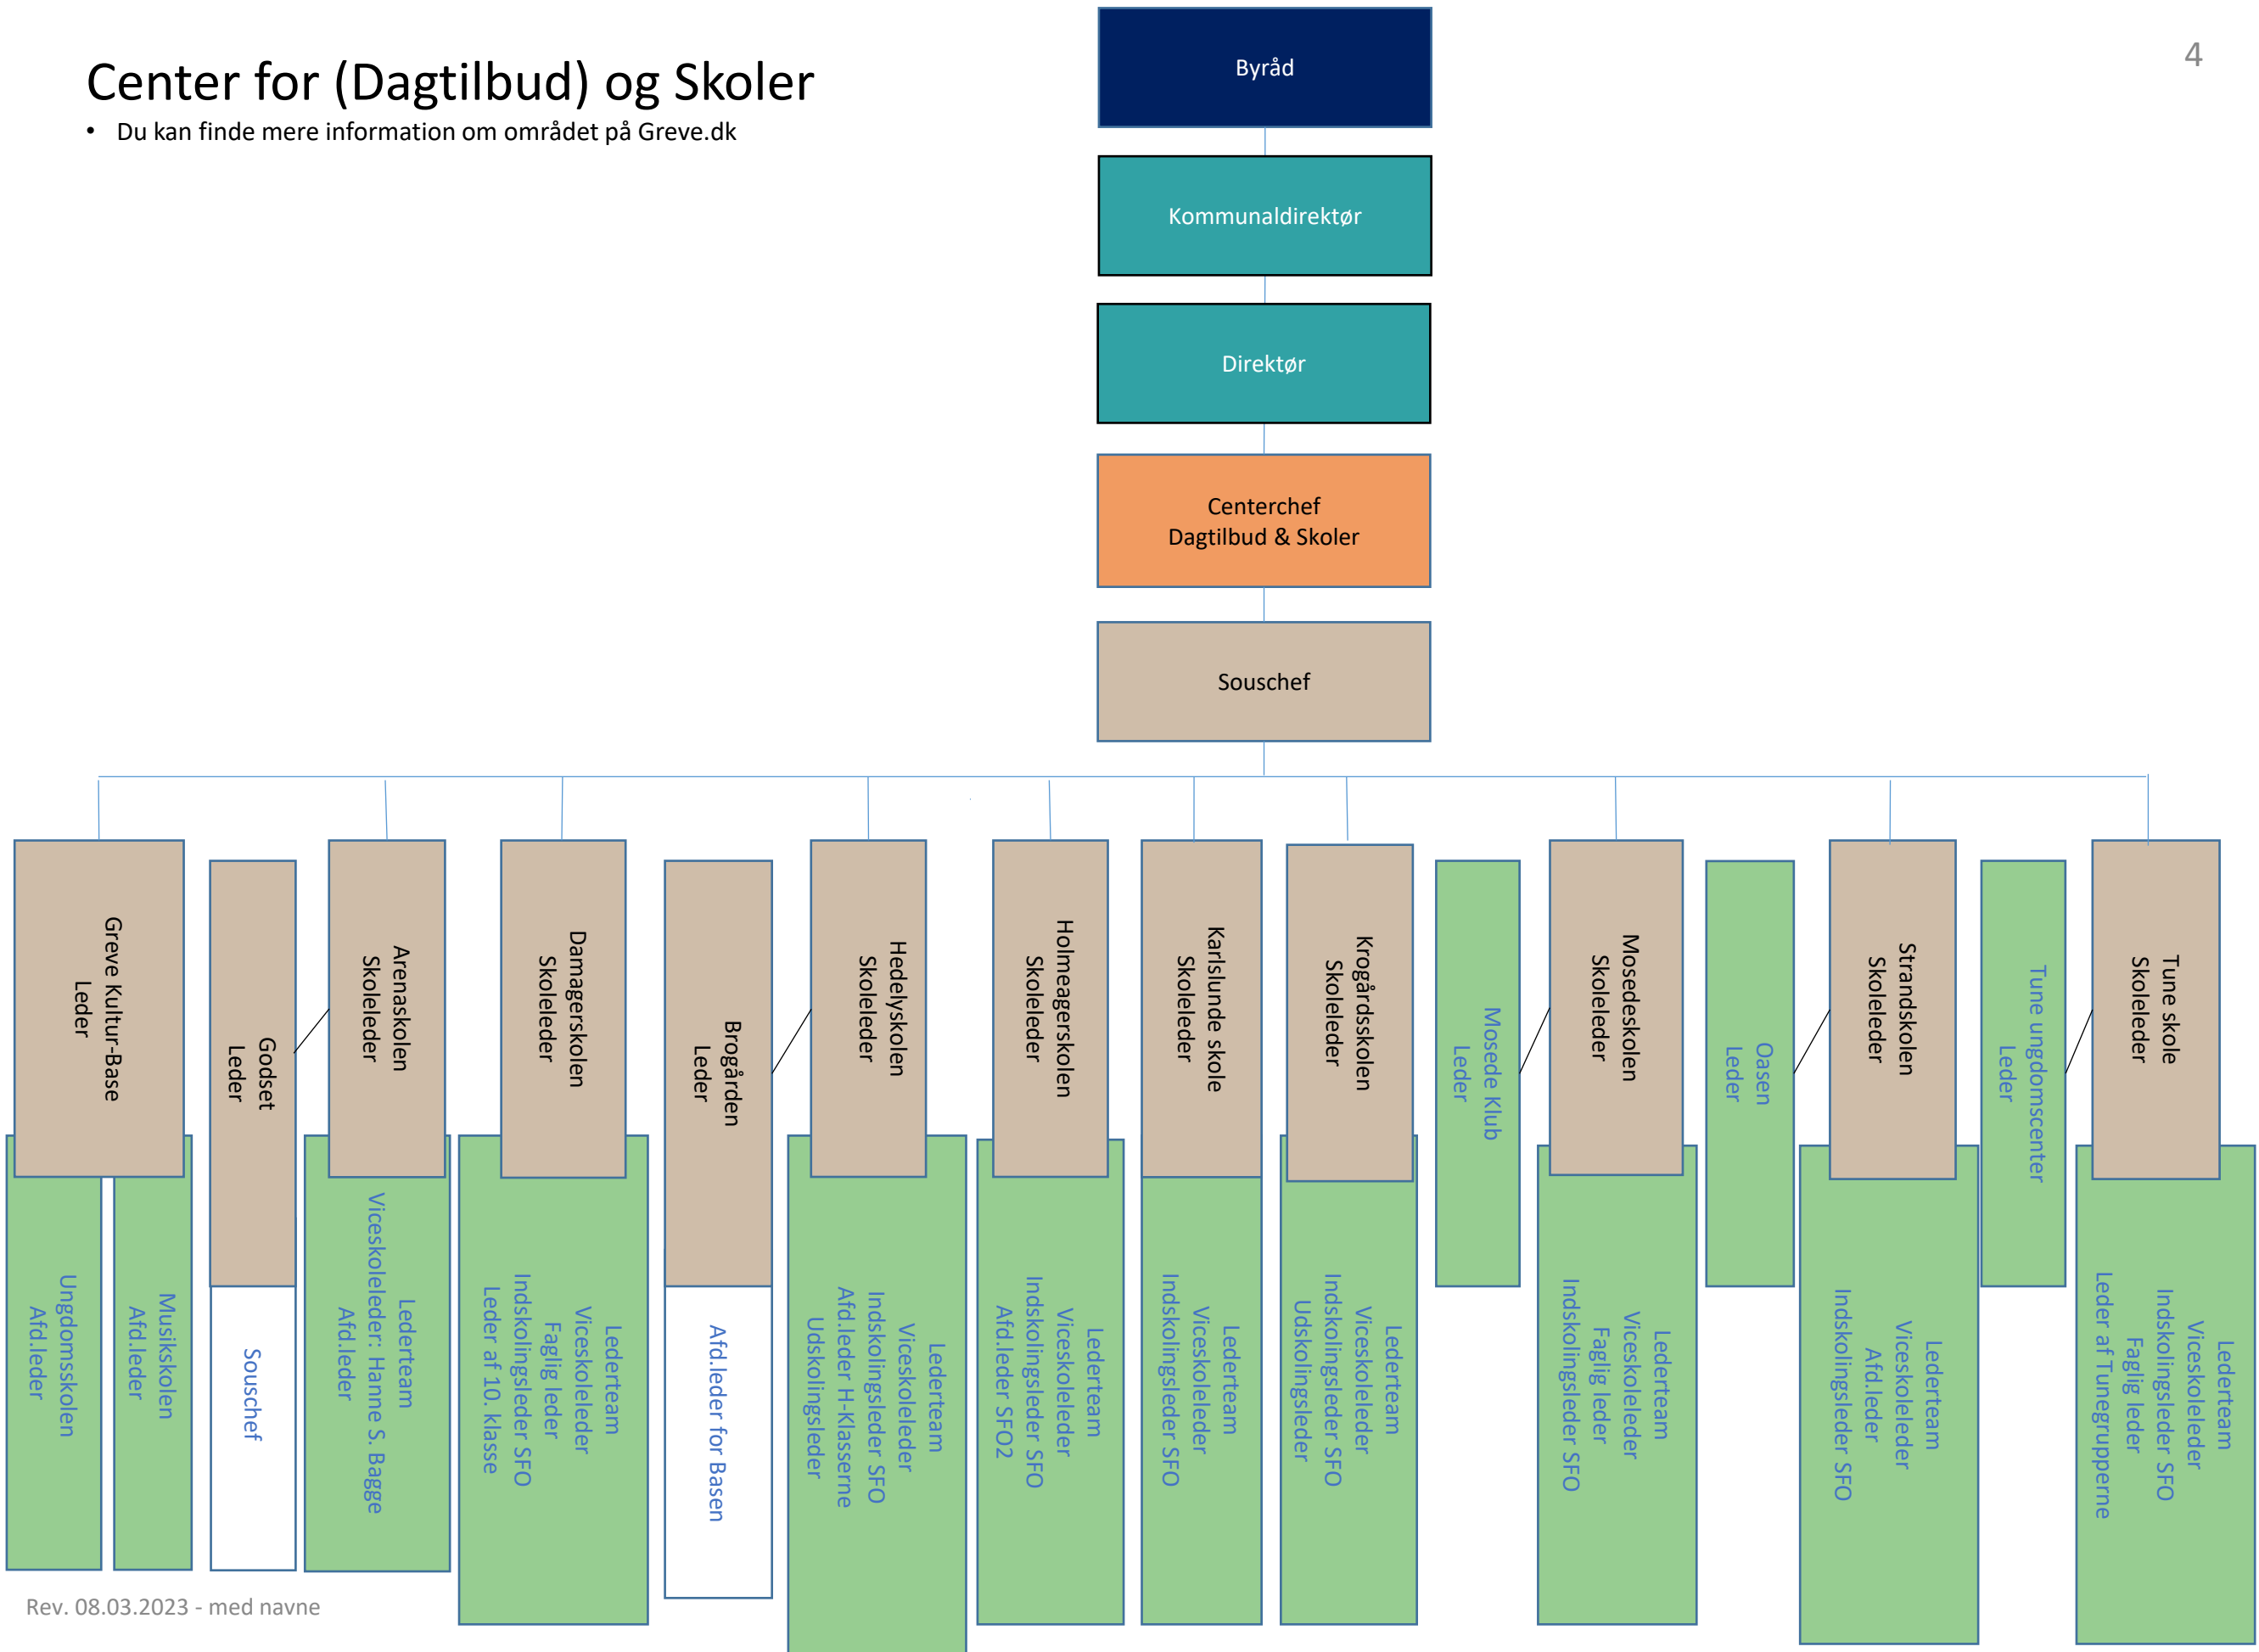 4
Center for (Dagtilbud) og Skoler
• Du kan finde mere information om området på Greve.dk
Byråd
Kommunaldirektør
Direktør
Centerchef
Dagtilbud & Skoler
Souschef
Greve Kultur-Base
Leder
Ungdomsskolen
Afd.leder
Musikskolen
Afd.leder
Godset
Leder
Souschef
Arenaskolen
Skoleleder
Lederteam
Viceskoleleder: Hanne S. Bagge
Afd.leder
Damagerskolen
Skoleleder
Lederteam
Viceskoleleder
Faglig leder
Indskolingsleder SFO
Leder af 10. klasse
Brogården
Leder
Afd.leder for Basen
Hedelyskolen
Skoleleder
Lederteam
Viceskoleleder
Indskolingsleder SFO
Afd.leder H-Klasserne
Udskolingsleder
Holmeagerskolen
Skoleleder
Lederteam
Viceskoleleder
Indskolingsleder SFO
Afd.leder SFO2
Karlslunde skole
Skoleleder
Lederteam
Viceskoleleder
Indskolingsleder SFO
Krogårdsskolen
Skoleleder
Lederteam
Viceskoleleder
Indskolingsleder SFO
Udskolingsleder
Mosede Klub
Leder
Mosedeskolen
Skoleleder
Lederteam
Viceskoleleder
Faglig leder
Indskolingsleder SFO
Oasen
Leder
Strandskolen
Skoleleder
Lederteam
Viceskoleleder
Afd.leder
Indskolingsleder SFO
Tune ungdomscenter
Leder
Tune skole
Skoleleder
Lederteam
Viceskoleleder
Indskolingsleder SFO
Faglig leder
Leder af Tunegrupperne
Rev. 08.03.2023 - med navne